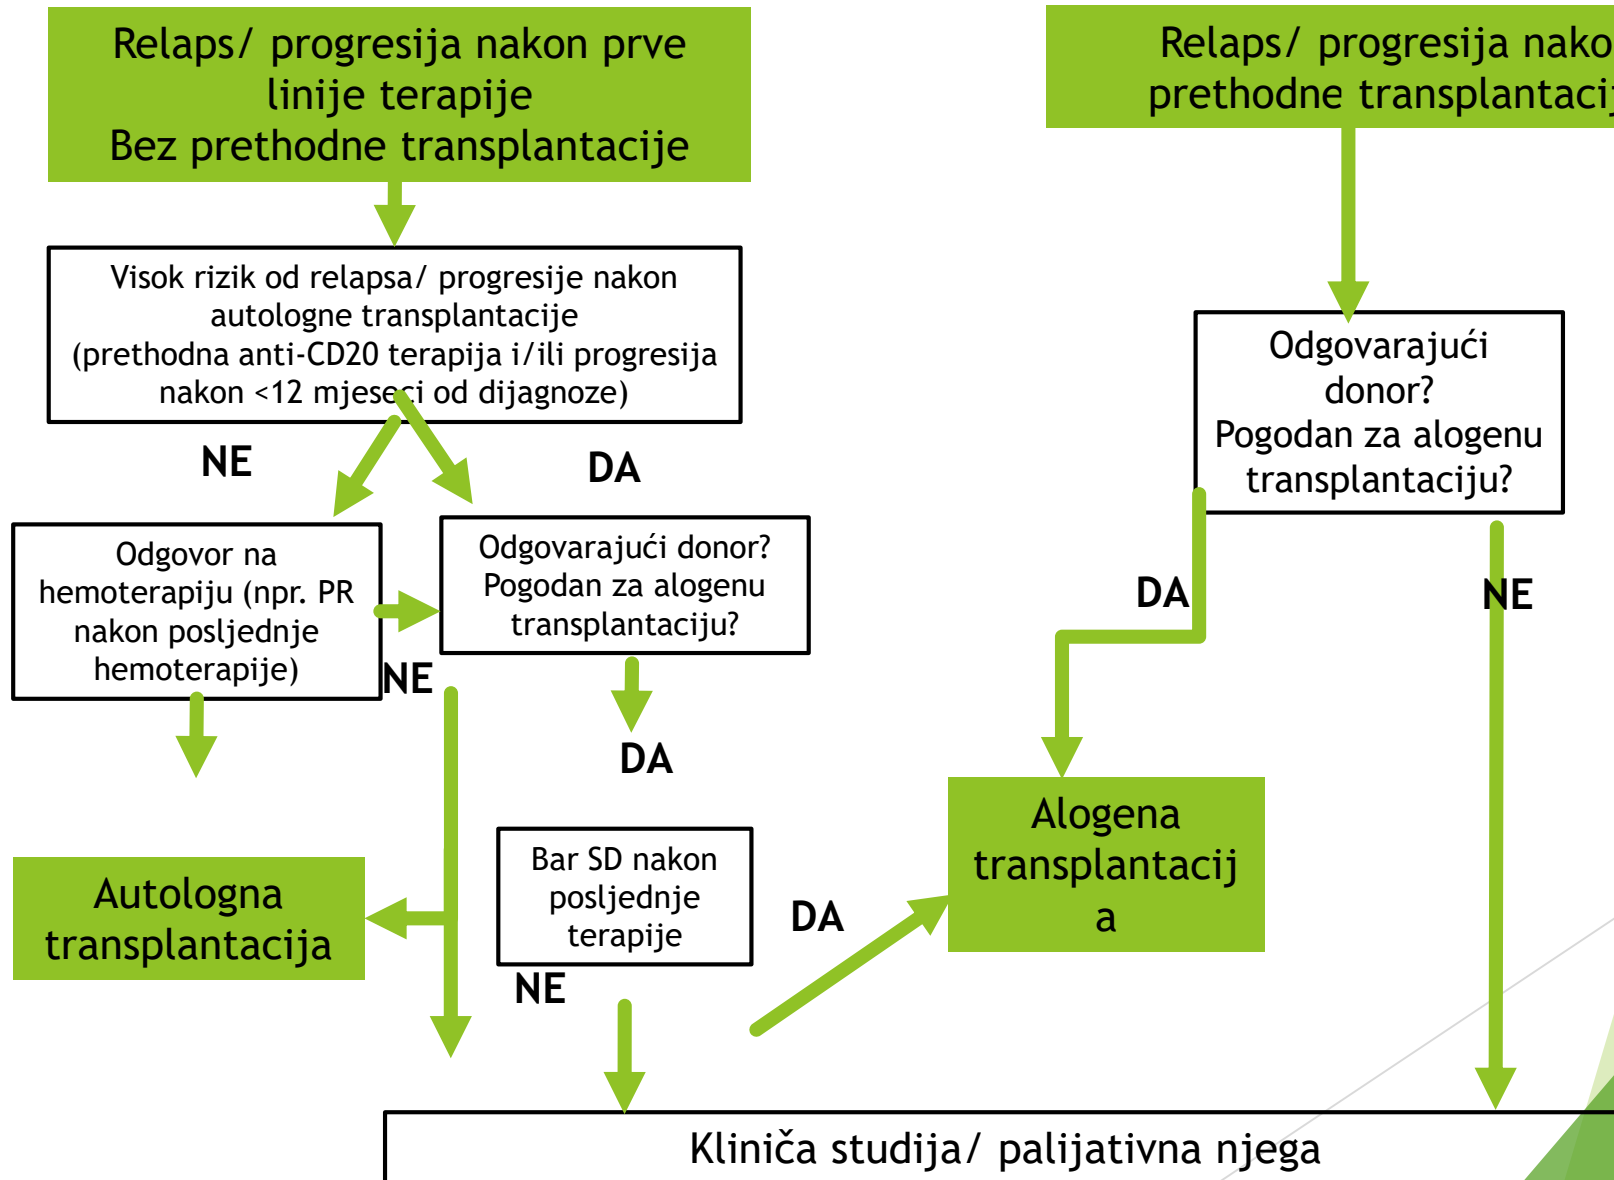 Relaps/ progresija nakon prve
linije terapije
Bez prethodne transplantacije
Relaps/ progresija nako
prethodne transplantacij
Visok rizik od relapsa/ progresije nakon
autologne transplantacije
(prethodna anti-CD20 terapija i/ili progresija
nakon <12 mjeseci od dijagnoze)
Odgovarajući
donor?
Pogodan za alogenu
transplantaciju?
NE
DA
Odgovor na
hemoterapiju (npr. PR
nakon posljednje
hemoterapije)
Odgovarajući donor?
Pogodan za alogenu
transplantaciju?
DA
NE
NE
DA
Bar SD nakon
posljednje
terapije
DA
NE
Alogena
transplantacij
a
Autologna
transplantacija
Kliniča studija/ palijativna njega